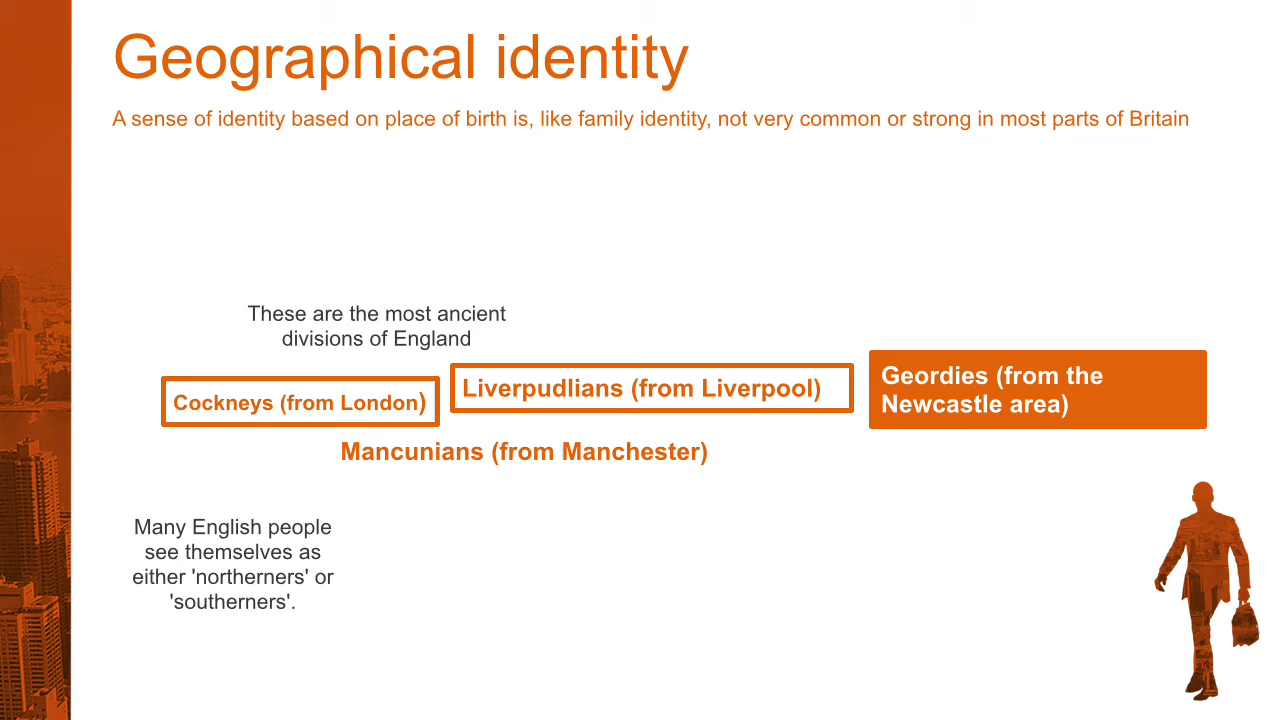 Geographical identity
A sense of identity based on place of birth is, like family identity, not very common or strong in most parts of Britain
These are the most ancient
divisions of England
Cockneys (from London)
Liverpudlians (from Liverpool)
Geordies (from the
Newcastle area)
Mancunians (from Manchester)
Many English people
see themselves as
either 'northerners' or
'southerners'.